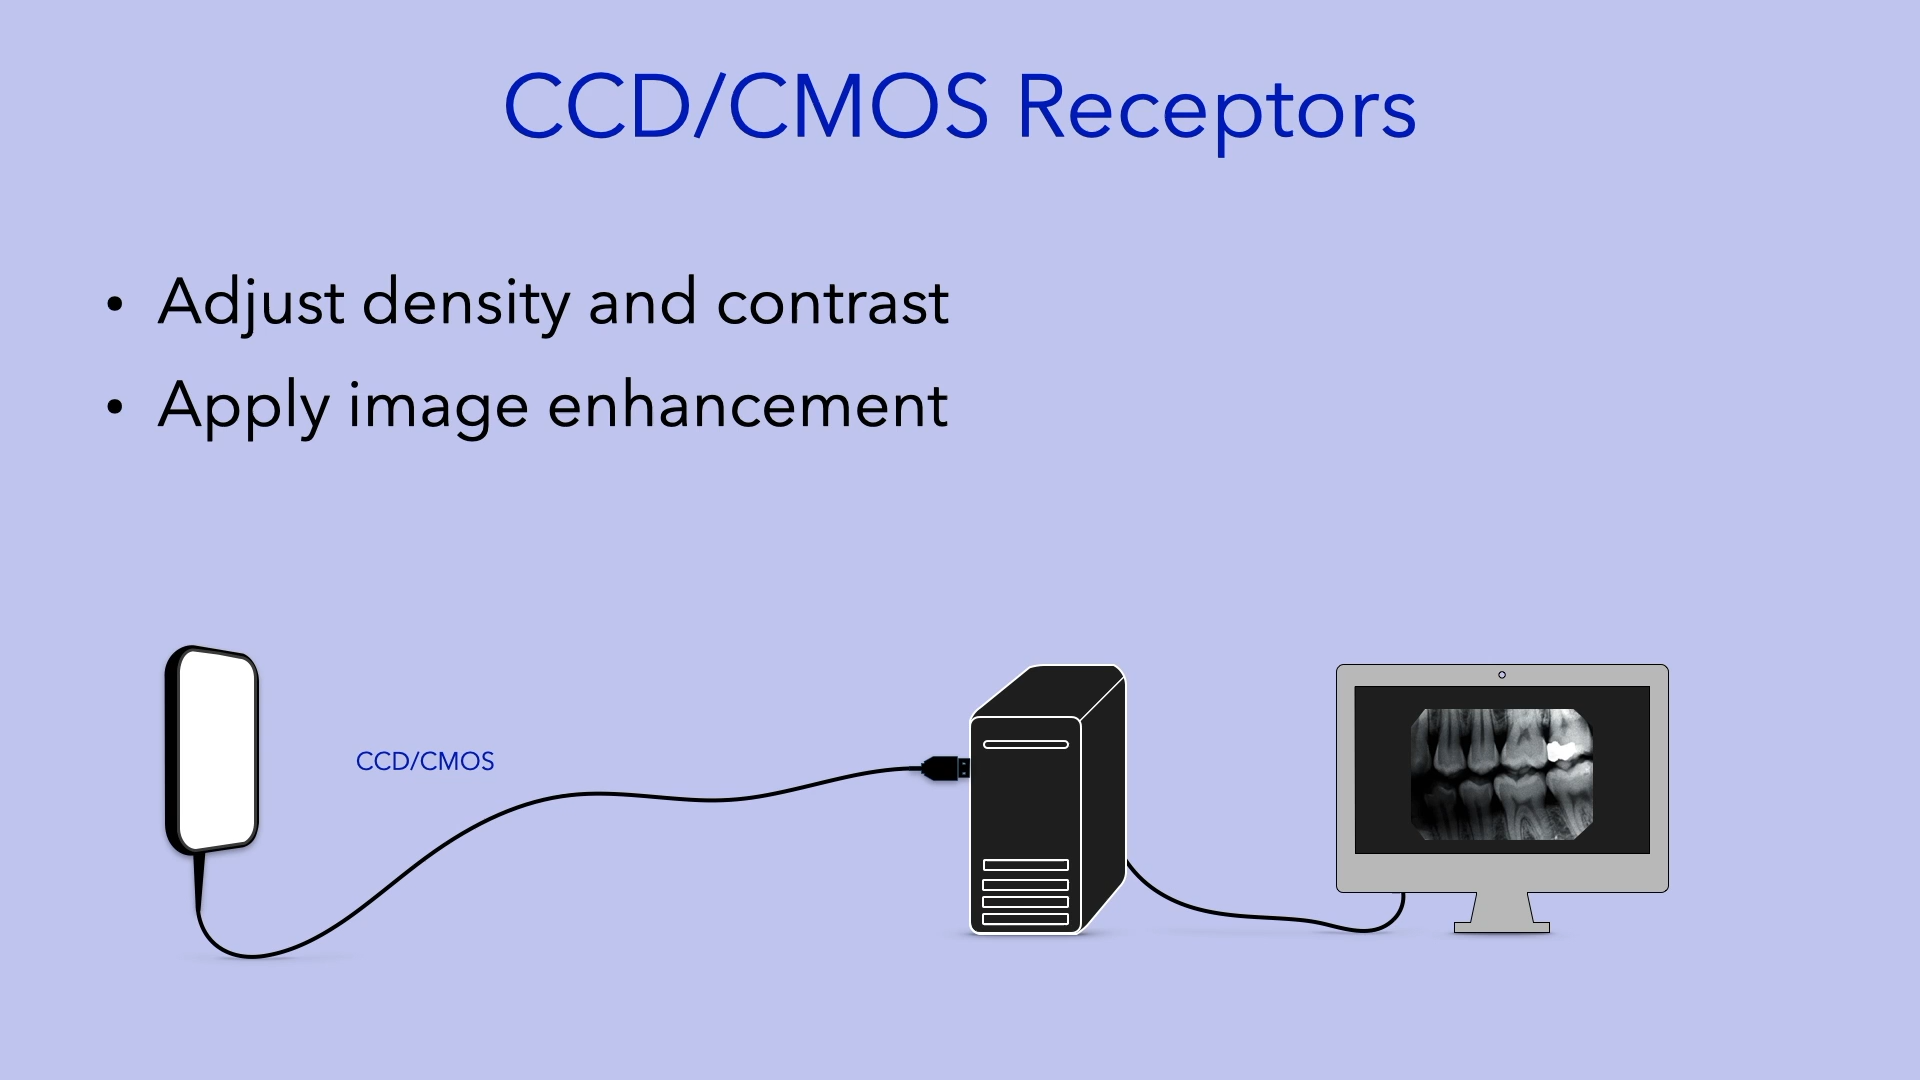 CCD/CMOS Receptors
• Adjust density and contrast
• Apply image enhancement
CCD/CMOS